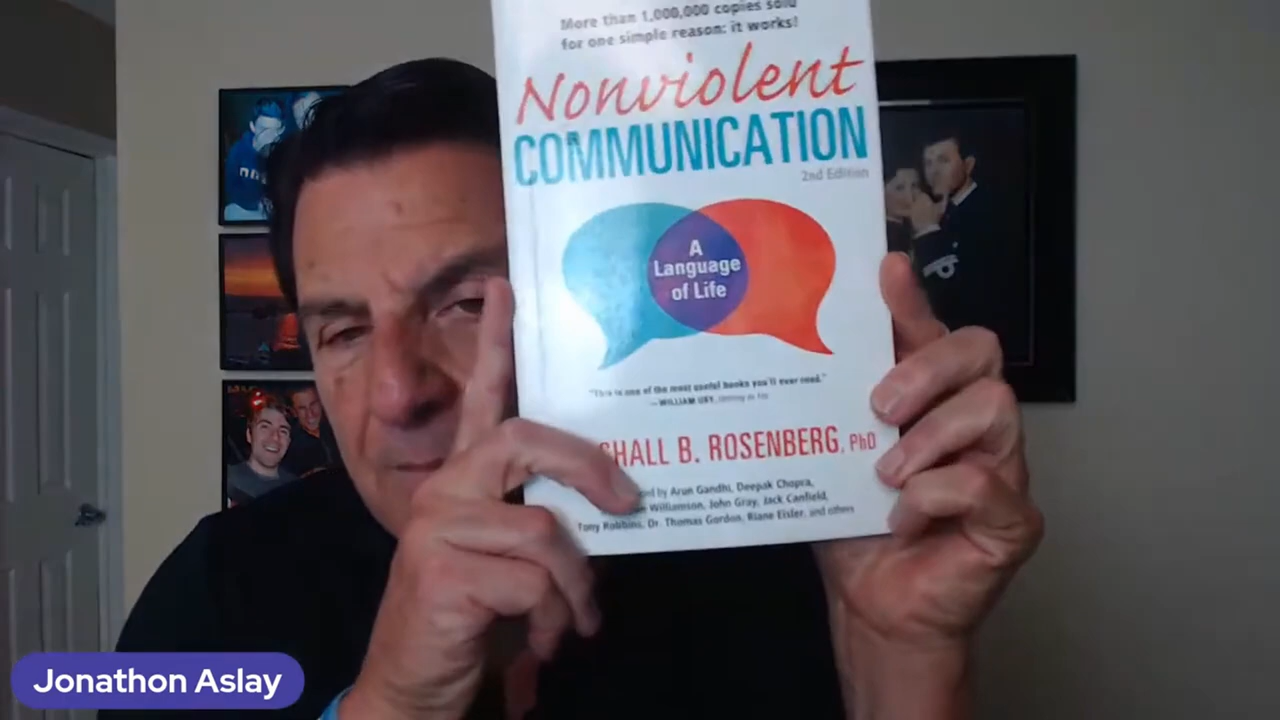 More than 1,000,000 copies sold
for one simple reason: it works!
Nonviolent
COMMUNICATION
2nd Edition
A
Language
of Life
"This is one of the most useful books you'll ever read."
—WILLIAM URY,
SHALL B. ROSENBERG, PhD
by Arun Gandhi, Deepak Chopra,
Williamson, John Gray, Jack Canfield,
Tony Robbins, Dr. Thomas Gordon, Riane Eisler, and others
Jonathon Aslay